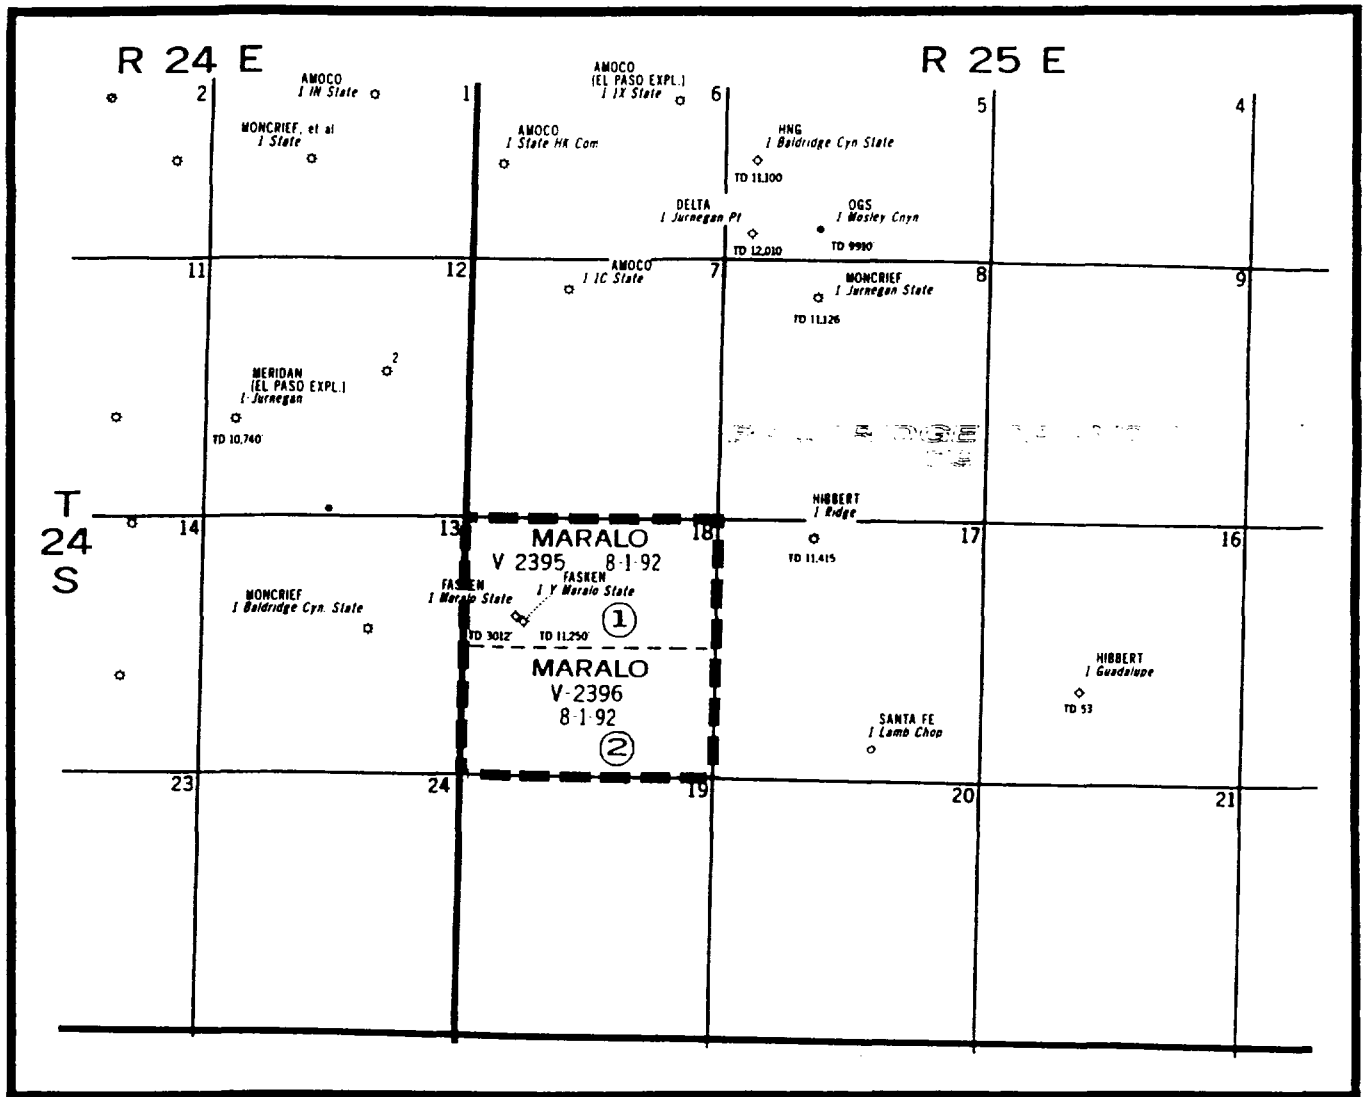 R 24 E
R 25 E
2
AMOCO
1 IN State
1
AMOCO
(EL PASO EXPL.)
1 IX State
6
5
4
MONCRIEF, et al
1 State
AMOCO
1 State HK Com
HNG
1 Baldridge Cyn State
TD 11,100
DELTA
1 Jurnegan Pt
TD 12,010
OGS
1 Mosley Cnyn
TD 9910'
11
12
AMOCO
1 IC State
7
MONCRIEF
1 Jurnegan State
TD 11,126
8
9
2
MERIDAN
(EL PASO EXPL.)
1-Jurnegan
TD 10,740'
T
24
S
14
13
MARALO
18
V 2395 8-1-92
HIBBERT
1 Ridge
TD 11,415
17
16
MONCRIEF
1 Baldridge Cyn. State
FASKEN
1 Maralo State
FASKEN
1 Y Maralo State
1
TD 3012'
TD 11,250'
MARALO
V-2396
8-1-92
2
HIBBERT
1 Guadalupe
TD 53
SANTA FE
1 Lamb Chop
23
24
19
20
21